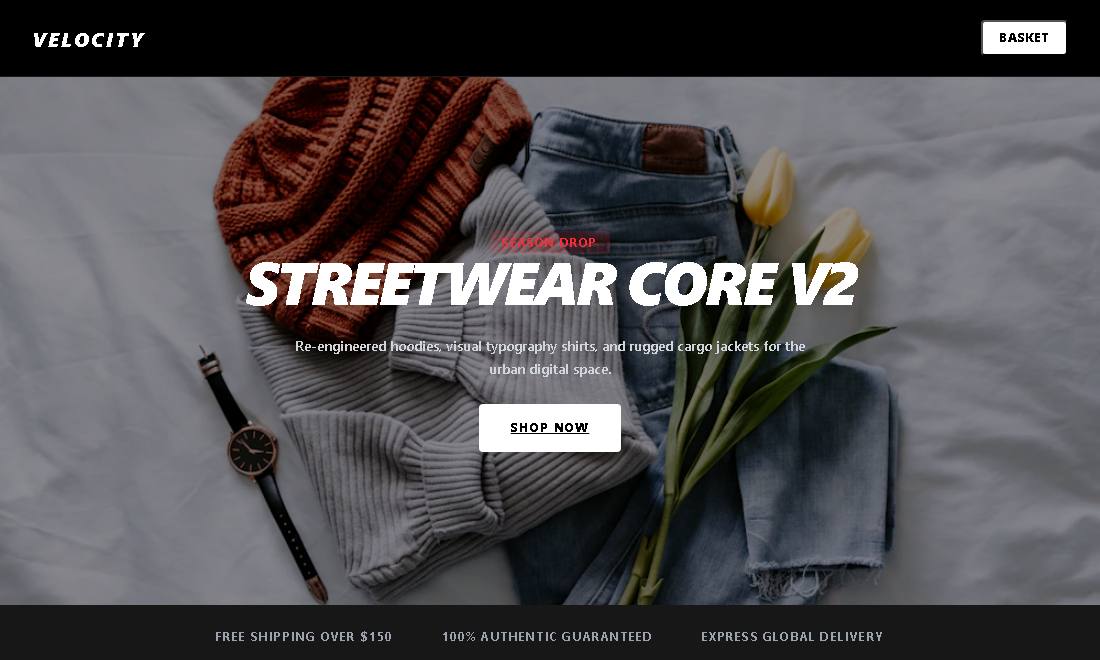 VELOCITY
BASKET
SEASON DROP
STREETWEAR CORE V2
Re-engineered hoodies, visual typography shirts, and rugged cargo jackets for the
urban digital space.
SHOP NOW
FREE SHIPPING OVER $150
100% AUTHENTIC GUARANTEED
EXPRESS GLOBAL DELIVERY